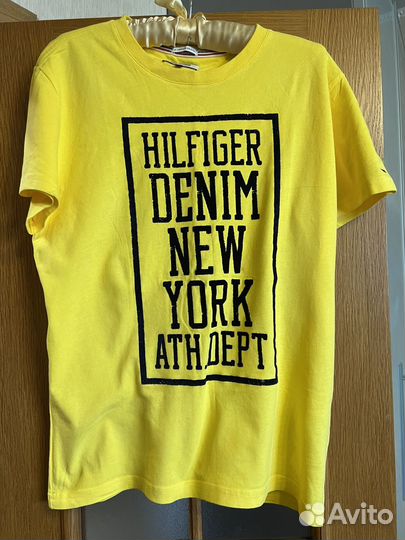 HILFIGER
DENIM
NEW
YORK
ATH.DEPT
Avito